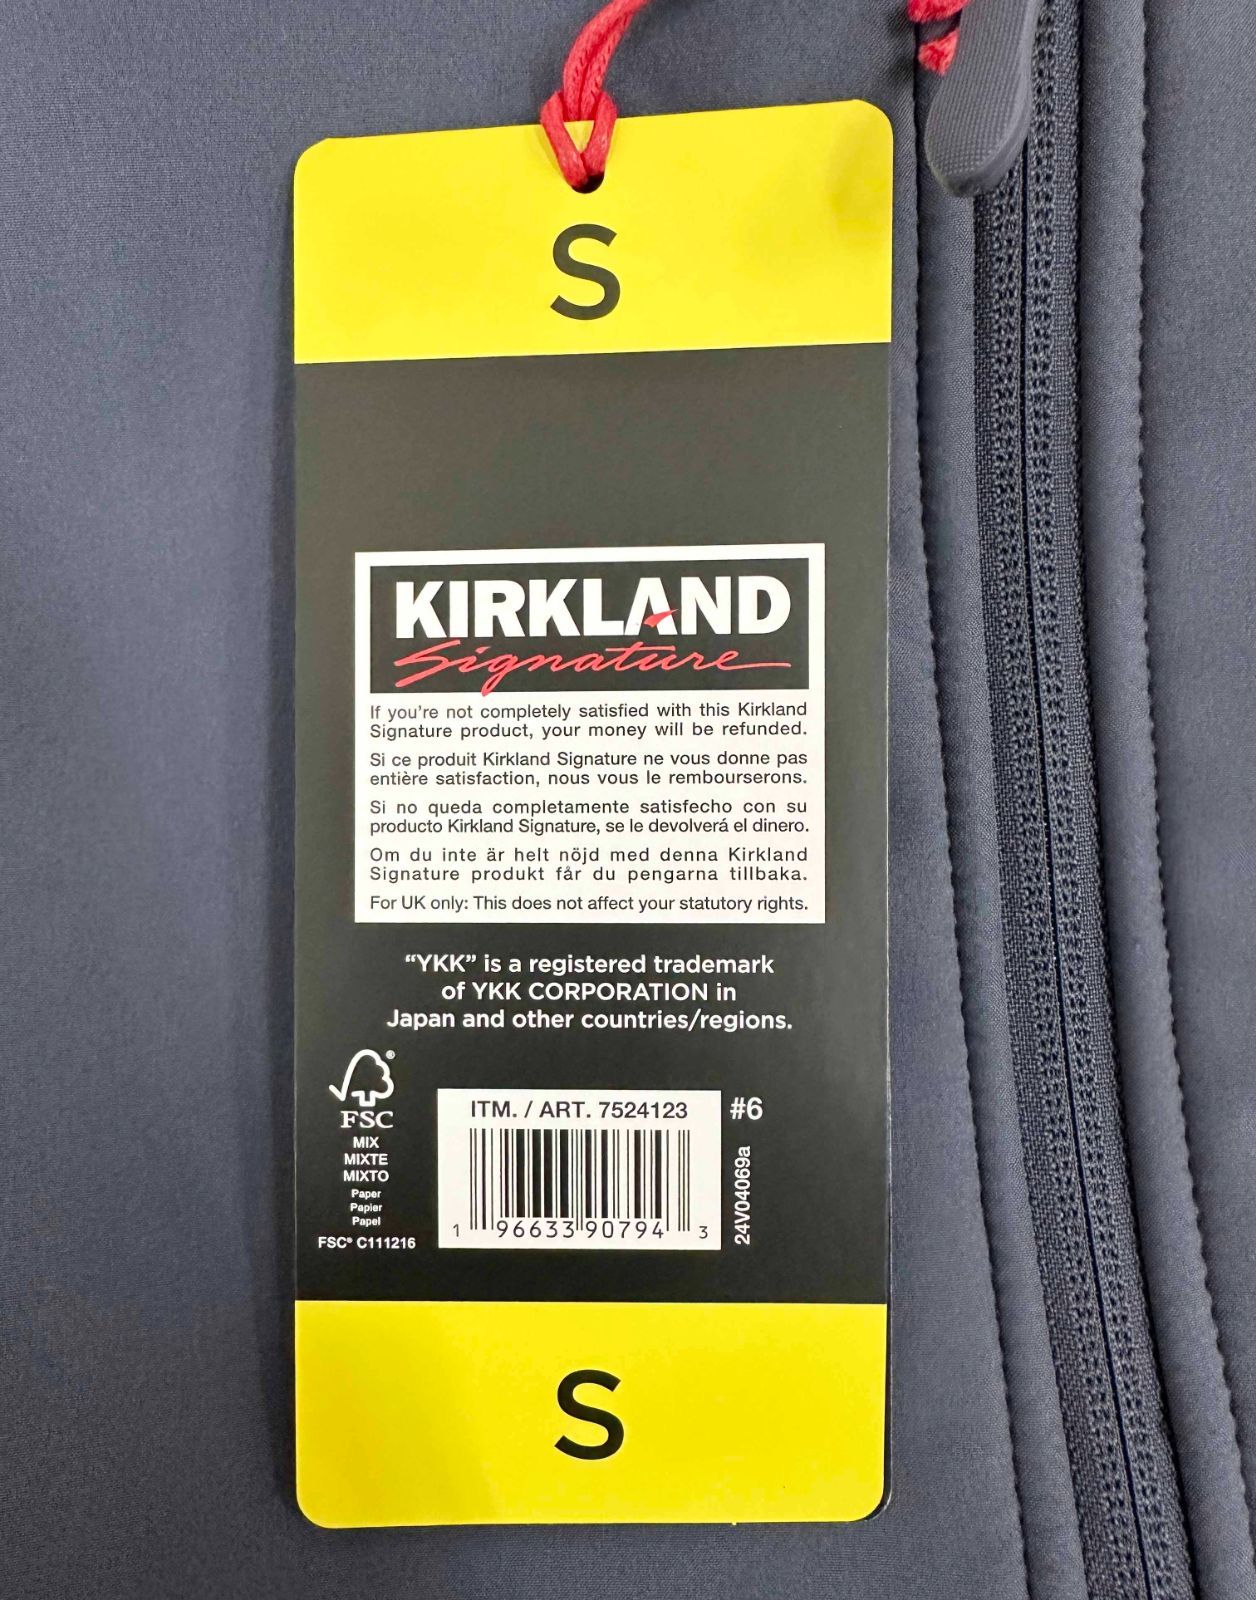 S
KIRKLAND
Signature
If you're not completely satisfied with this Kirkland
Signature product, your money will be refunded.
Si ce produit Kirkland Signature ne vous donne pas
entière satisfaction, nous vous le rembourserons.
Si no queda completamente satisfecho con su
producto Kirkland Signature, se le devolverá el dinero.
Om du inte är helt nöjd med denna Kirkland
Signature produkt får du pengarna tillbaka.
For UK only: This does not affect your statutory rights.
“YKK” is a registered trademark
of YKK CORPORATION in
Japan and other countries/regions.
FSC®
MIX
MIXTE
MIXTO
Paper
Papier
Papel
FSC® C111216
ITM. / ART. 7524123
1 96633 90794 3
#6
24V04069a
S